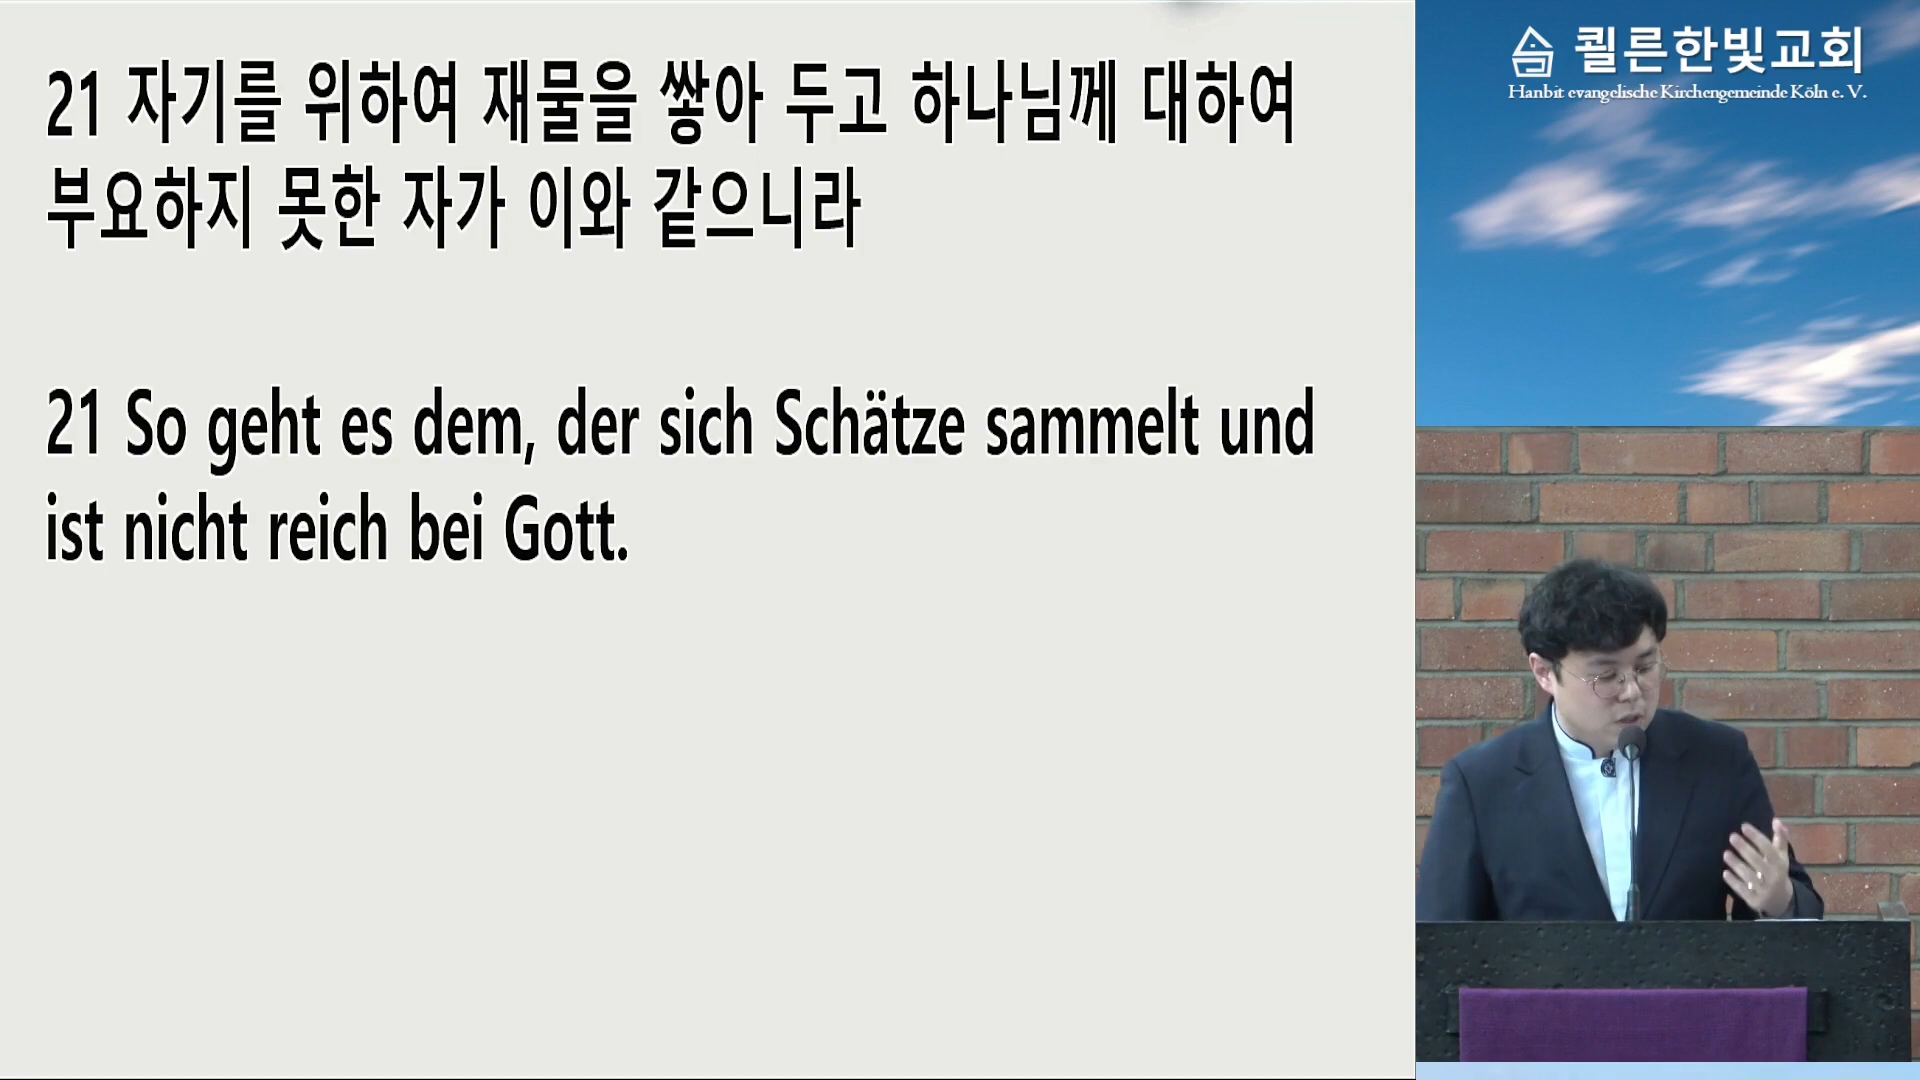 21 자기를 위하여 재물을 쌓아 두고 하나님께 대하여
부요하지 못한 자가 이와 같으니라
21 So geht es dem, der sich Schätze sammelt und
ist nicht reich bei Gott.
쾰른한빛교회
Hanbit evangelische Kirchengemeinde Köln e. V.